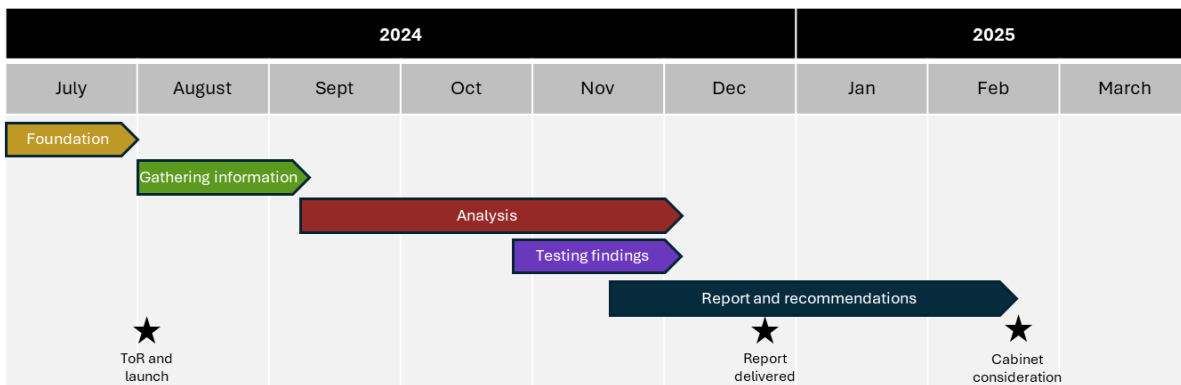 2024 2025
July August Sept Oct Nov Dec Jan Feb March
Foundation
Gathering information
Analysis
Testing findings
Report and recommendations
ToR and
launch
Report
delivered
Cabinet
consideration